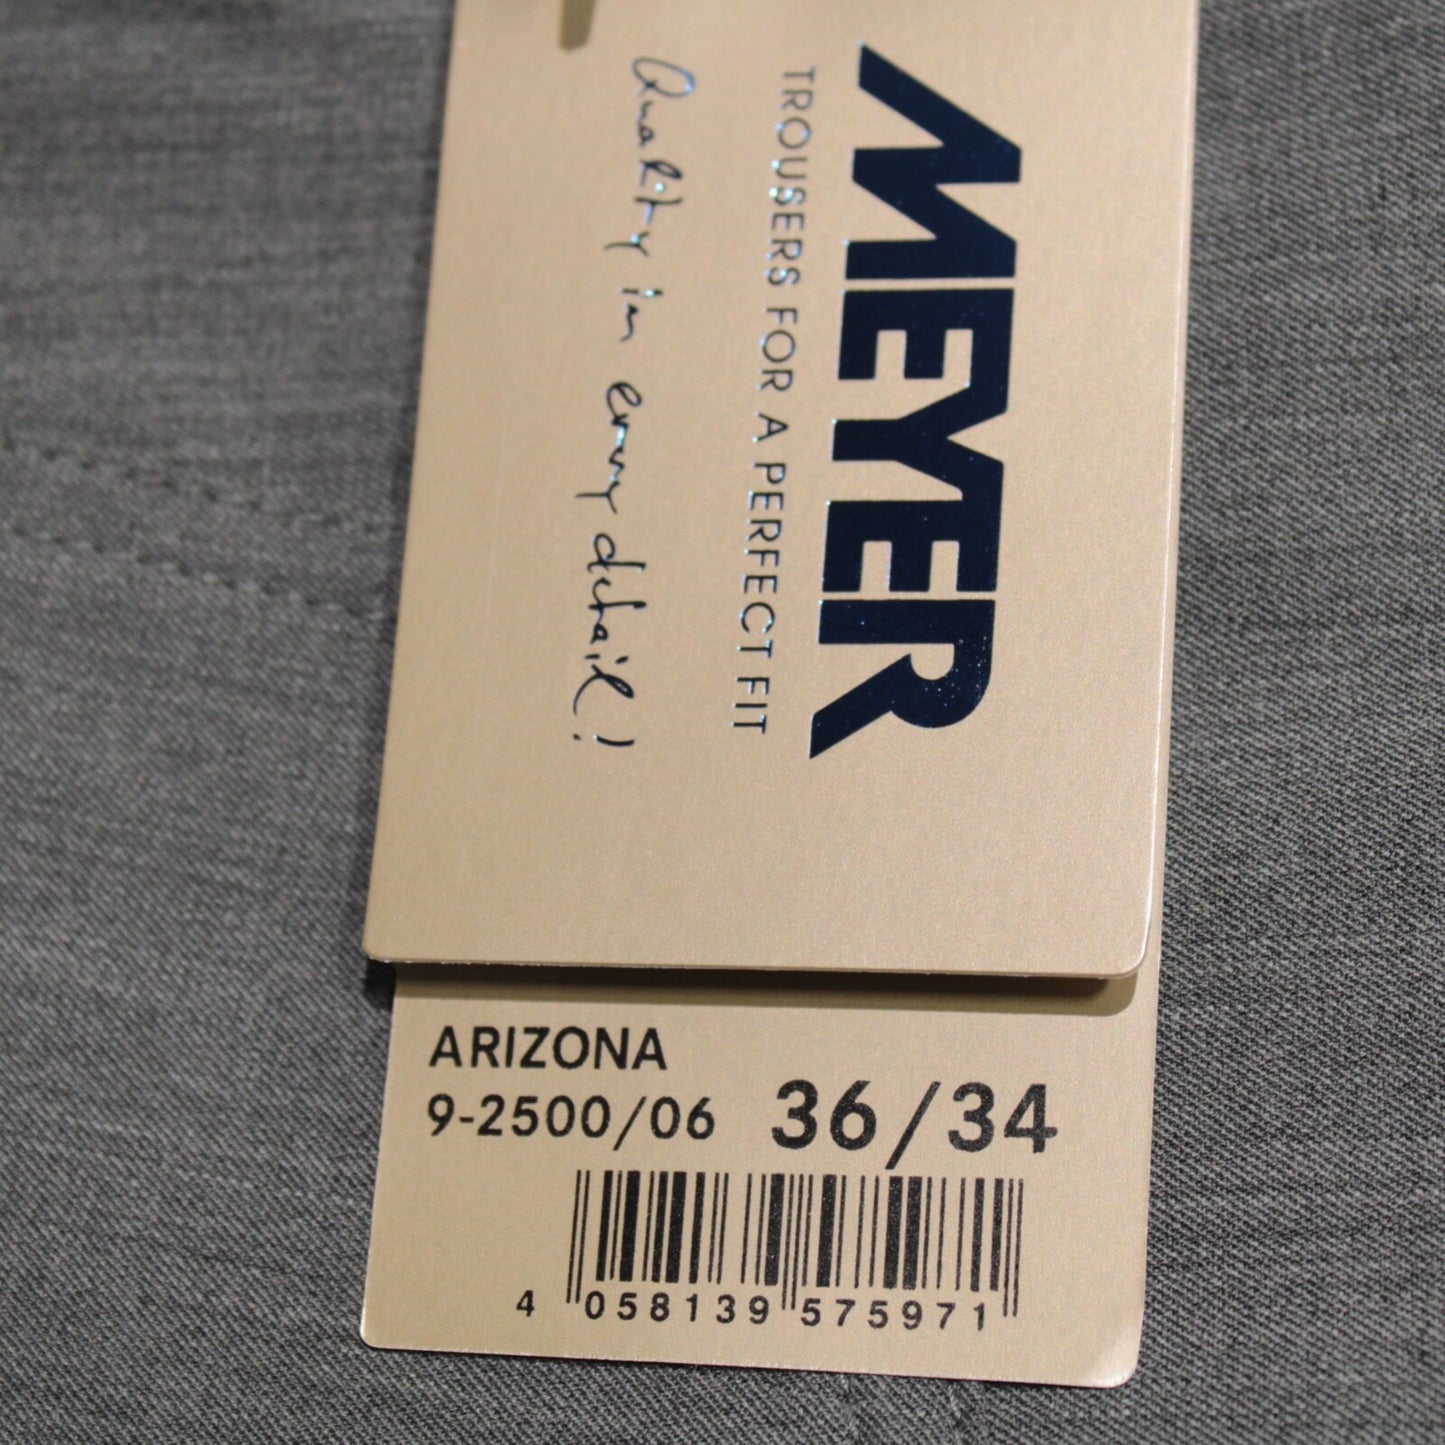 MEYER
TROUSERS FOR A PERFECT FIT
Quality in every detail!
ARIZONA
9-2500/06 36/34
4 058139 575971